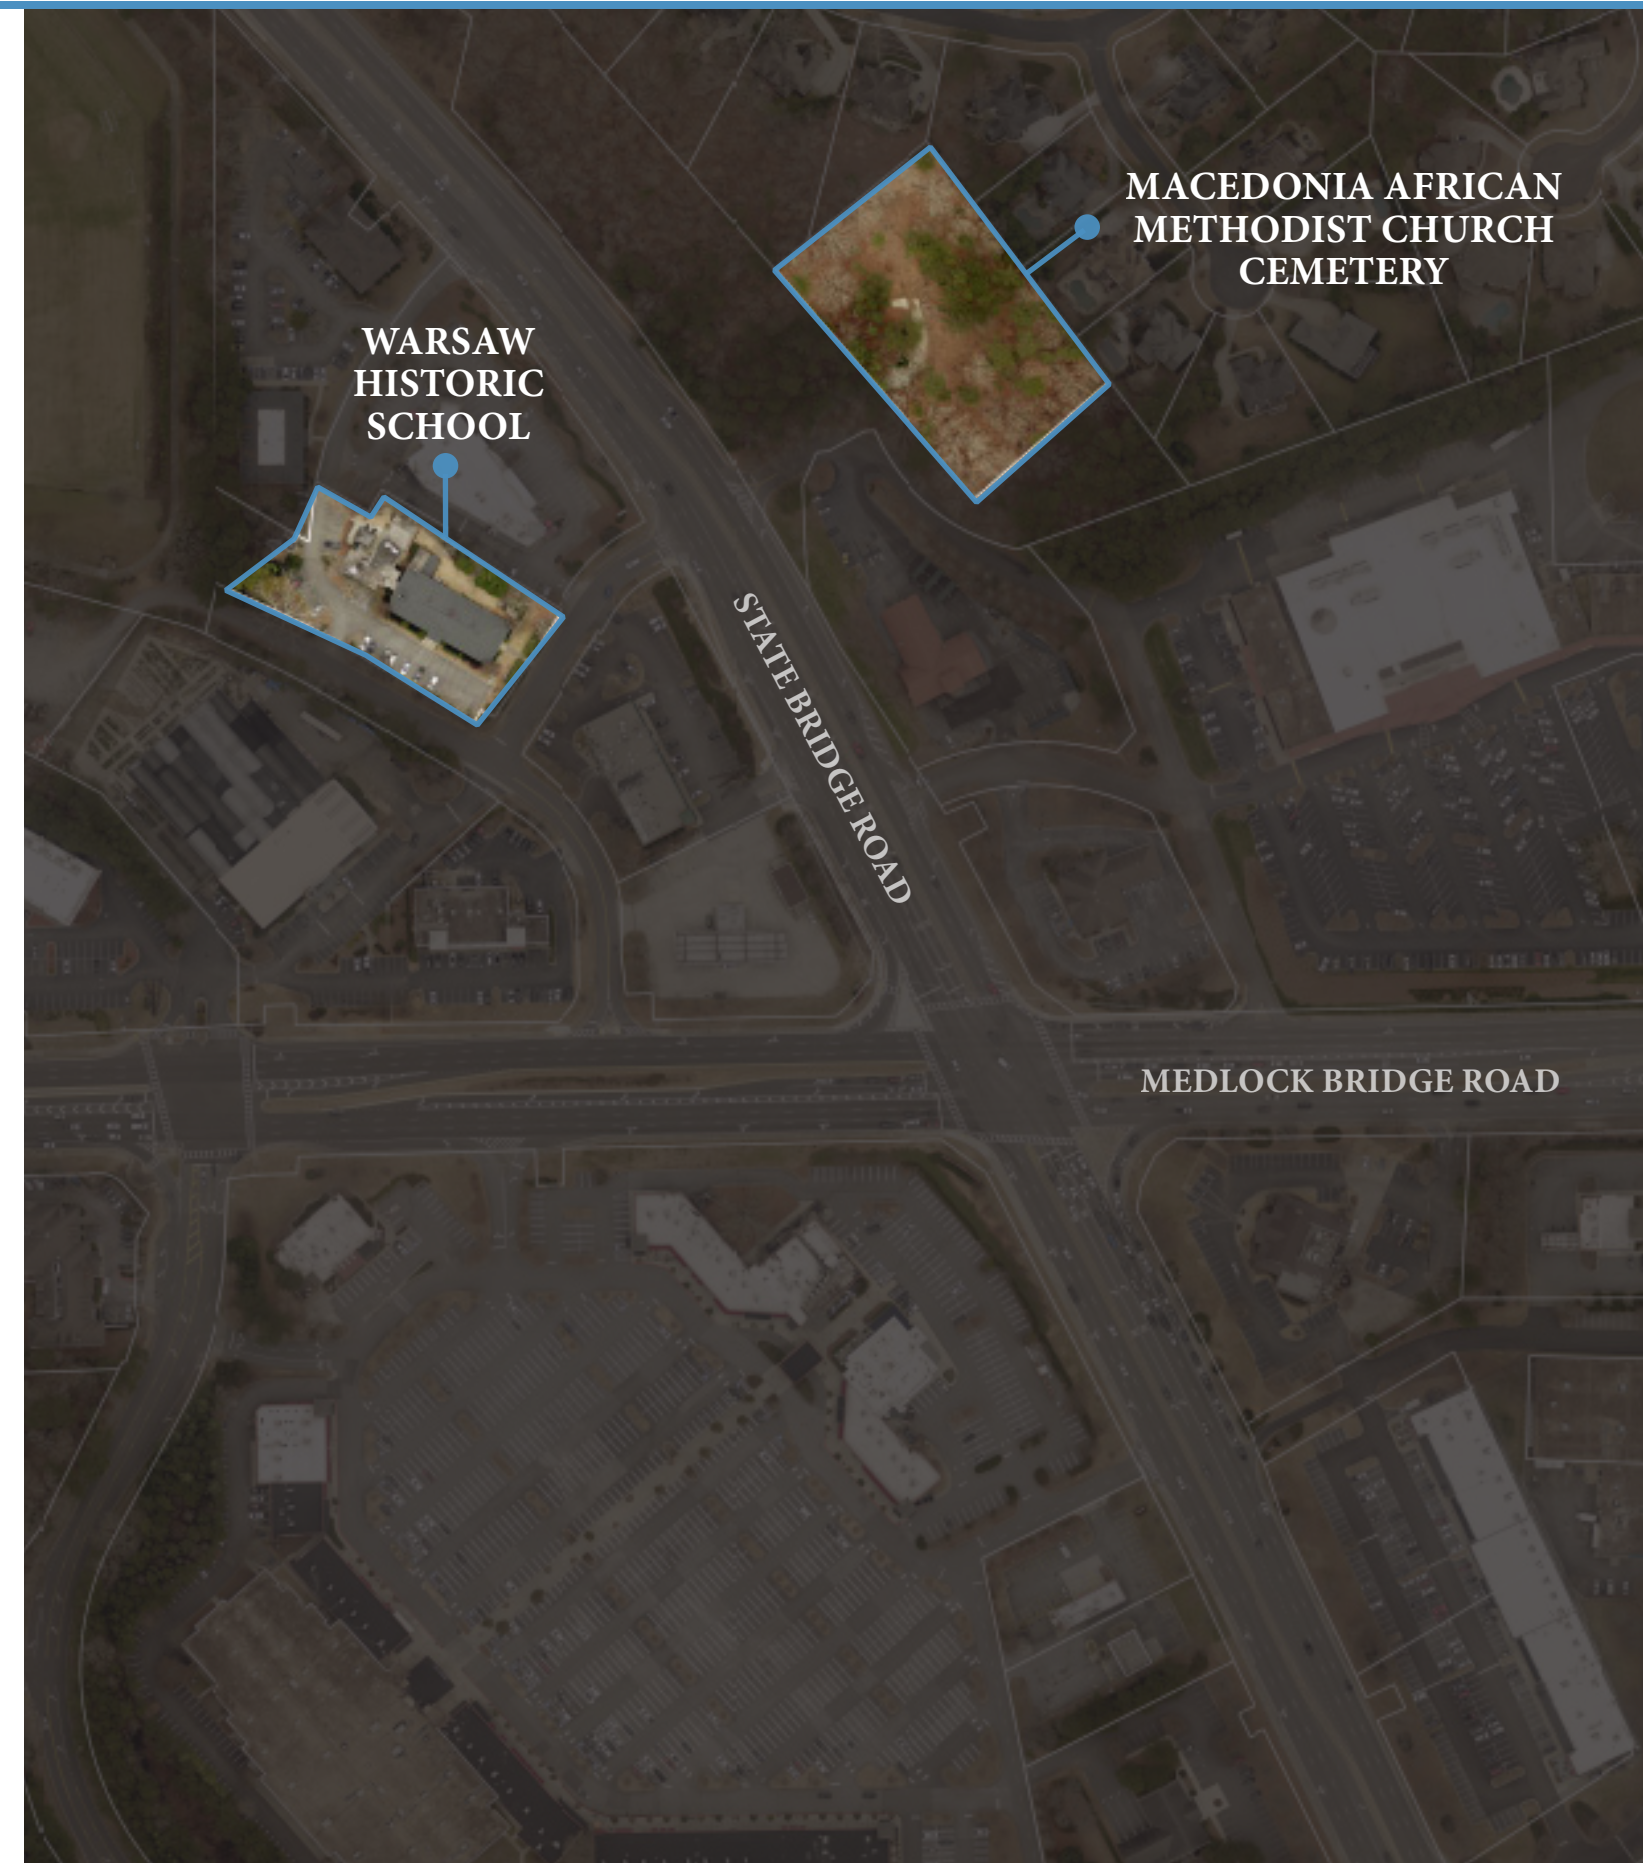 MACEDONIA AFRICAN
METHODIST CHURCH
CEMETERY
WARSAW
HISTORIC
SCHOOL
STATE BRIDGE ROAD
MEDLOCK BRIDGE ROAD